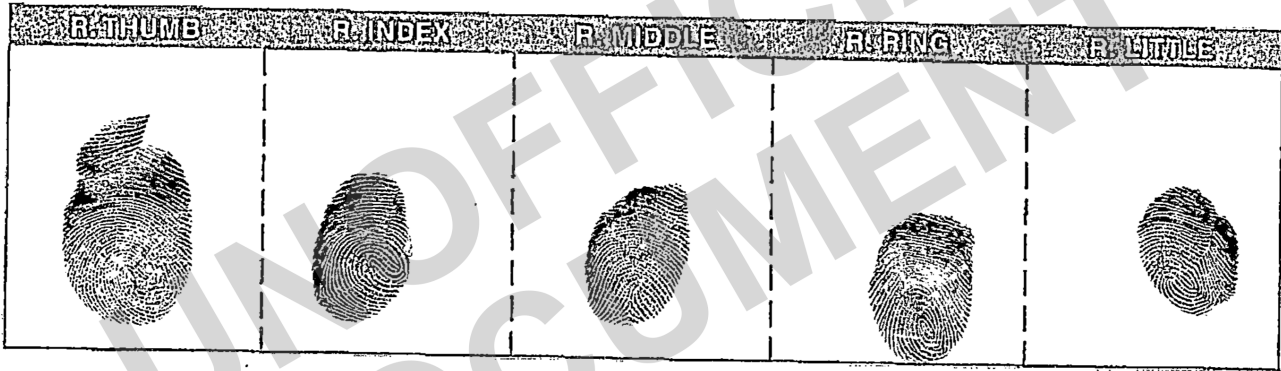 R. THUMB R. INDEX R. MIDDLE R. RING R. LITTLE
UNOFFICIAL
DOCUMENT